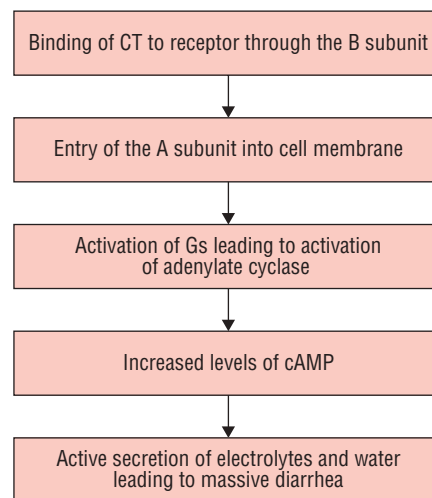 Binding of CT to receptor through the B subunit
Entry of the A subunit into cell membrane
Activation of Gs leading to activation
of adenylate cyclase
Increased levels of cAMP
Active secretion of electrolytes and water
leading to massive diarrhea